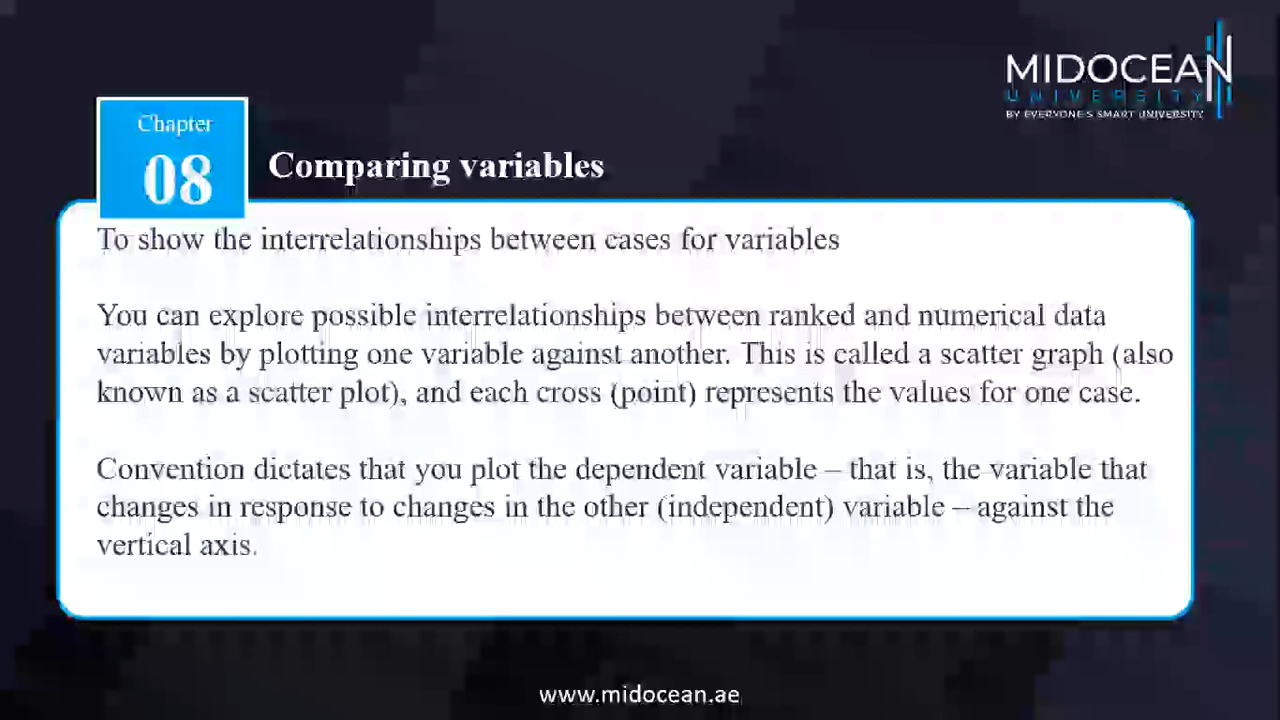 MIDOCEAN
UNIVERSITY
BY EVERYONE'S SMART UNIVERSITY
Chapter
08
Comparing variables
To show the interrelationships between cases for variables
You can explore possible interrelationships between ranked and numerical data
variables by plotting one variable against another. This is called a scatter graph (also
known as a scatter plot), and each cross (point) represents the values for one case.
Convention dictates that you plot the dependent variable – that is, the variable that
changes in response to changes in the other (independent) variable – against the
vertical axis.
www.midocean.ae